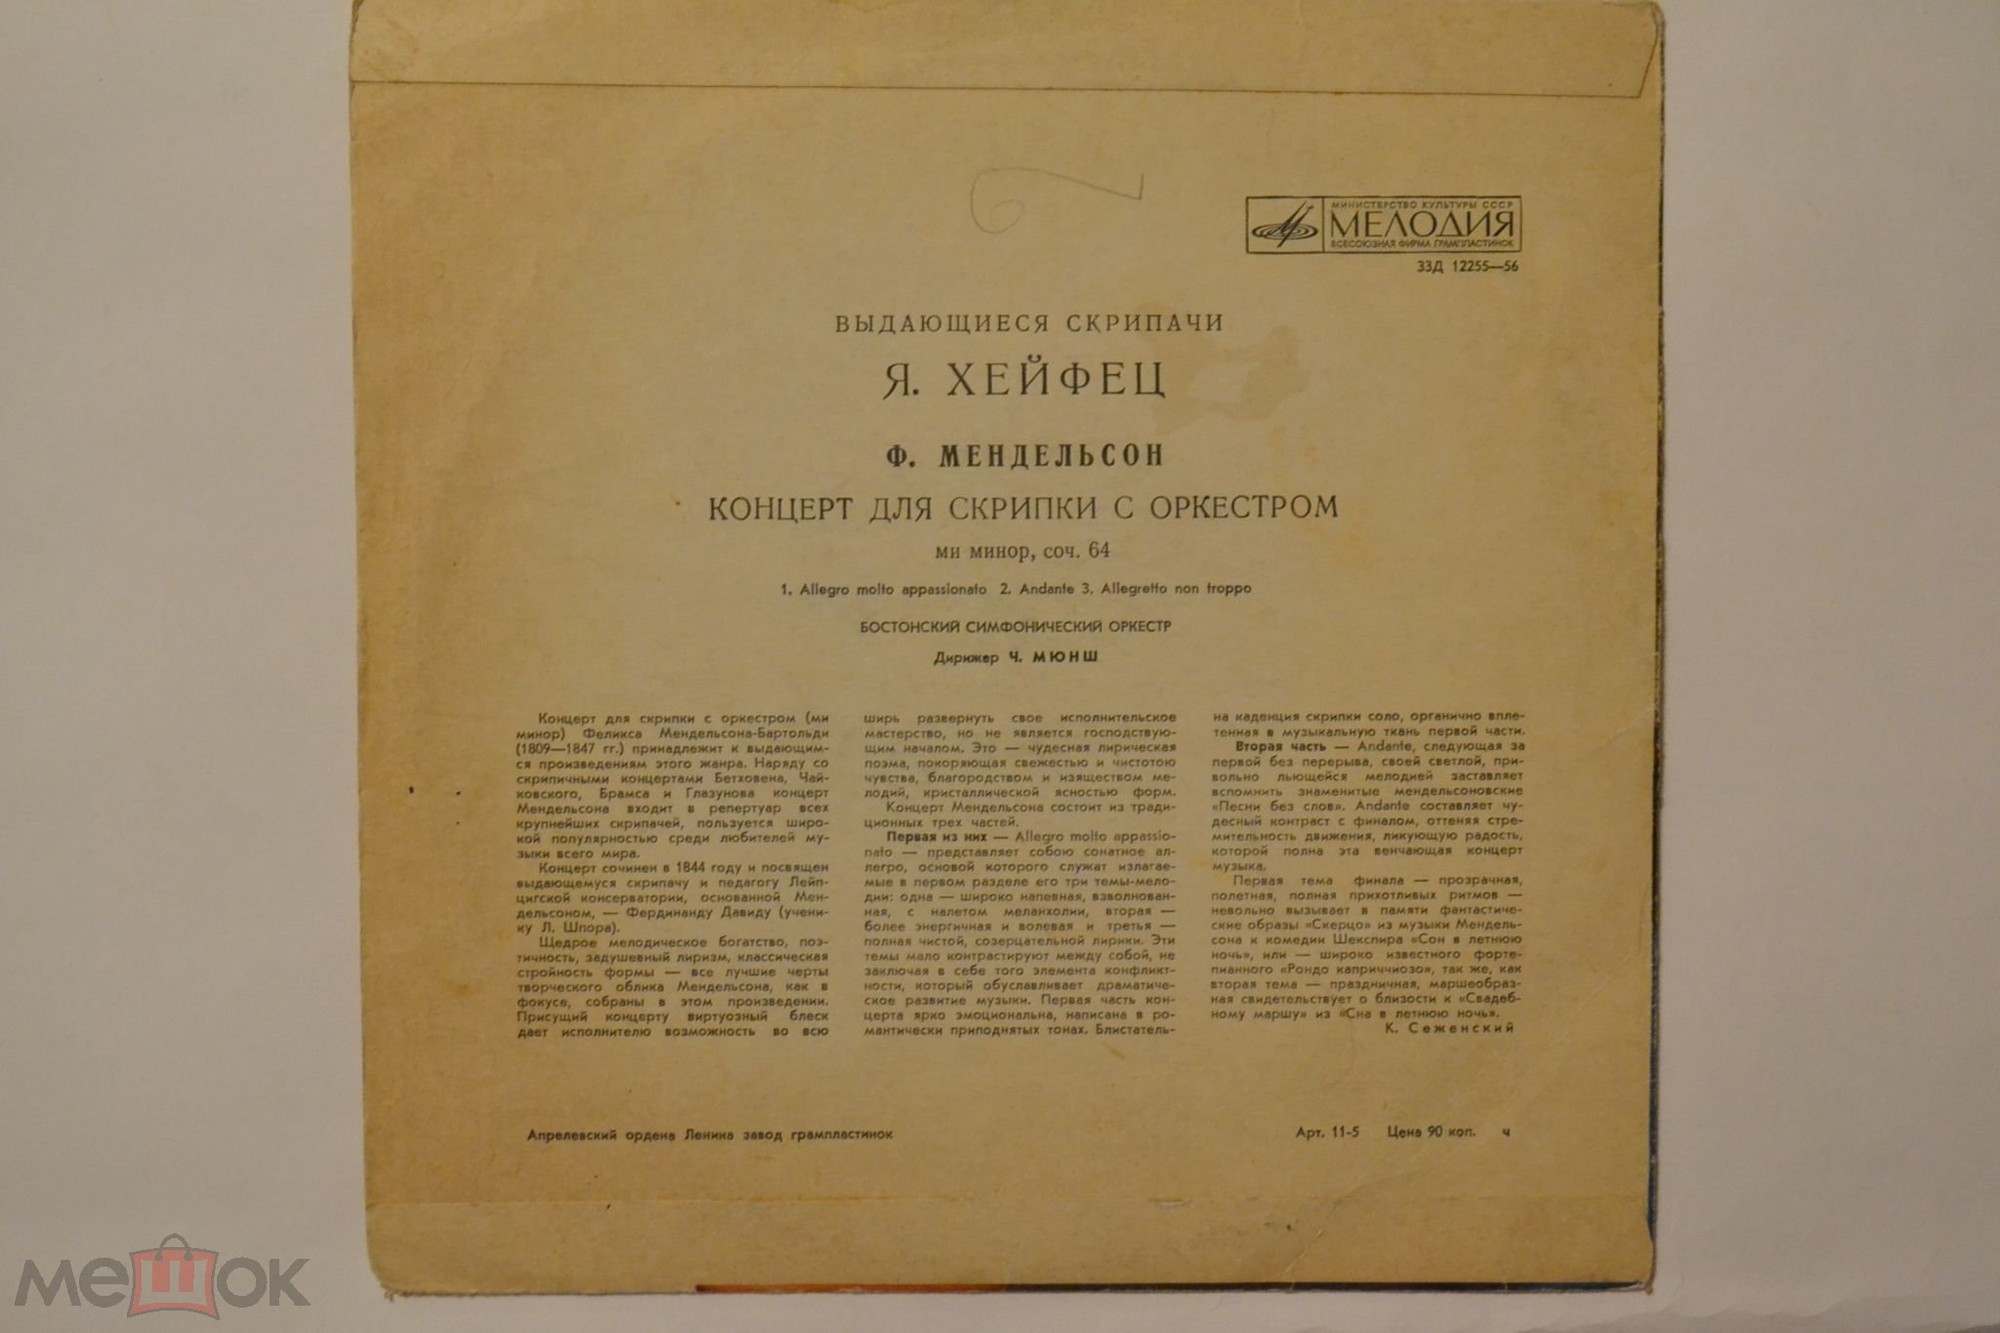 МИНИСТЕРСТВО КУЛЬТУРЫ СССР
МЕЛОДИЯ
ВСЕСОЮЗНАЯ ФИРМА ГРАМПЛАСТИНОК
33Д 12255—56
ВЫДАЮЩИЕСЯ СКРИПАЧИ
Я. ХЕЙФЕЦ
Ф. МЕНДЕЛЬСОН
КОНЦЕРТ ДЛЯ СКРИПКИ С ОРКЕСТРОМ
ми минор, соч. 64
1. Allegro molto appassionato 2. Andante 3. Allegretto non troppo
БОСТОНСКИЙ СИМФОНИЧЕСКИЙ ОРКЕСТР
Дирижер Ч. МЮНШ
Концерт для скрипки с оркестром (ми
минор) Феликса Мендельсона-Бартольди
(1809—1847 гг.) принадлежит к выдающим-
ся произведениям этого жанра. Наряду со
скрипичными концертами Бетховена, Чай-
ковского, Брамса и Глазунова концерт
Мендельсона входит в репертуар всех
крупнейших скрипачей, пользуется широ-
кой популярностью среди любителей му-
зыки всего мира.
Концерт сочинен в 1844 году и посвящен
выдающемуся скрипачу и педагогу Лейп-
цигской консерватории, основанной Мен-
дельсоном, — Фердинанду Давиду (учени-
ку Л. Шпора).
Щедрое мелодическое богатство, поэ-
тичность, задушевный лиризм, классическая
стройность формы — все лучшие черты
творческого облика Мендельсона, как в
фокусе, собраны в этом произведении.
Присущий концерту виртуозный блеск
дает исполнителю возможность во всю
ширь развернуть свое исполнительское
мастерство, но не является господствую-
щим началом. Это — чудесная лирическая
поэма, покоряющая свежестью и чистотою
чувства, благородством и изяществом ме-
лодий, кристаллической ясностью форм.
Концерт Мендельсона состоит из тради-
ционных трех частей.
Первая из них — Allegro molto appassio-
nato — представляет собою сонатное ал-
легро, основой которого служат излагае-
мые в первом разделе его три темы-мело-
дии: одна — широко напевная, взволнован-
ная, с налетом меланхолии, вторая —
более энергичная и волевая и третья —
полная чистой, созерцательной лирики. Эти
темы мало контрастируют между собой, не
заключая в себе того элемента конфликт-
ности, который обуславливает драматиче-
ское развитие музыки. Первая часть кон-
церта ярко эмоциональна, написана в ро-
мантически приподнятых тонах. Блистатель-
на каденция скрипки соло, органично впле-
тенная в музыкальную ткань первой части.
Вторая часть — Andante, следующая за
первой без перерыва, своей светлой, при-
вольно льющейся мелодией заставляет
вспомнить знаменитые мендельсоновские
«Песни без слов». Andante составляет чу-
десный контраст с финалом, оттеняя стре-
мительность движения, ликующую радость,
которой полна эта венчающая концерт
музыка.
Первая тема финала — прозрачная,
полетная, полная прихотливых ритмов —
невольно вызывает в памяти фантастиче-
ские образы «Скерцо» из музыки Мендель-
сона к комедии Шекспира «Сон в летнюю
ночь», или — широко известного форте-
пианного «Рондо каприччиозо», так же, как
вторая тема — праздничная, маршеобраз-
ная свидетельствует о близости к «Свадеб-
ному маршу» из «Сна в летнюю ночь».
К. Сеженский
Апрелевский ордена Ленина завод грампластинок
Арт. 11-5 Цена 90 коп. ч
мешок